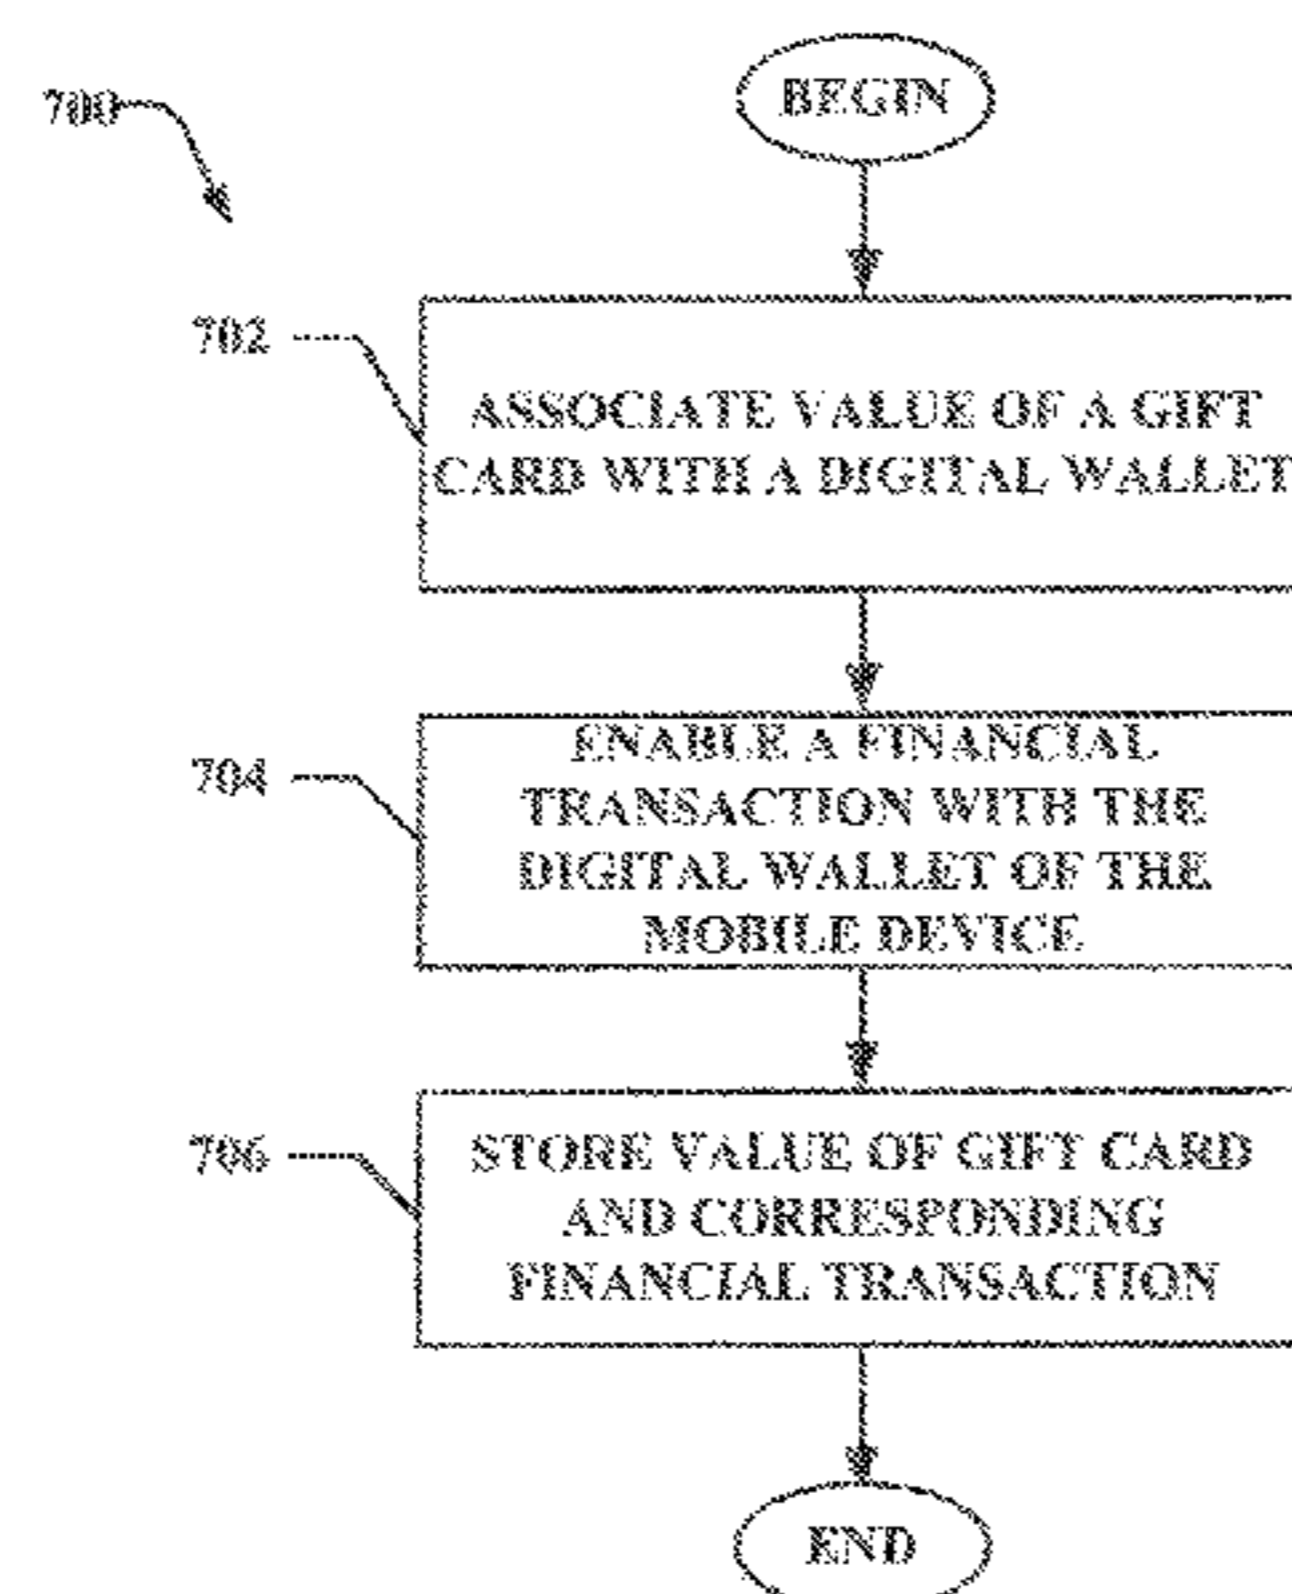 700
BEGIN
702
ASSOCIATE VALUE OF A GIFT
CARD WITH A DIGITAL WALLET
704
ENABLE A FINANCIAL
TRANSACTION WITH THE
DIGITAL WALLET OF THE
MOBILE DEVICE
706
STORE VALUE OF GIFT CARD
AND CORRESPONDING
FINANCIAL TRANSACTION
END